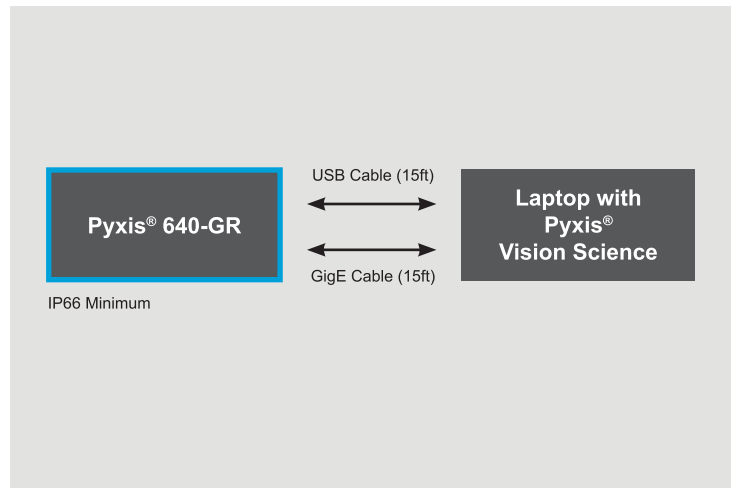 USB Cable (15ft)
Pyxis® 640-GR
Laptop with
Pyxis®
Vision Science
GigE Cable (15ft)
IP66 Minimum